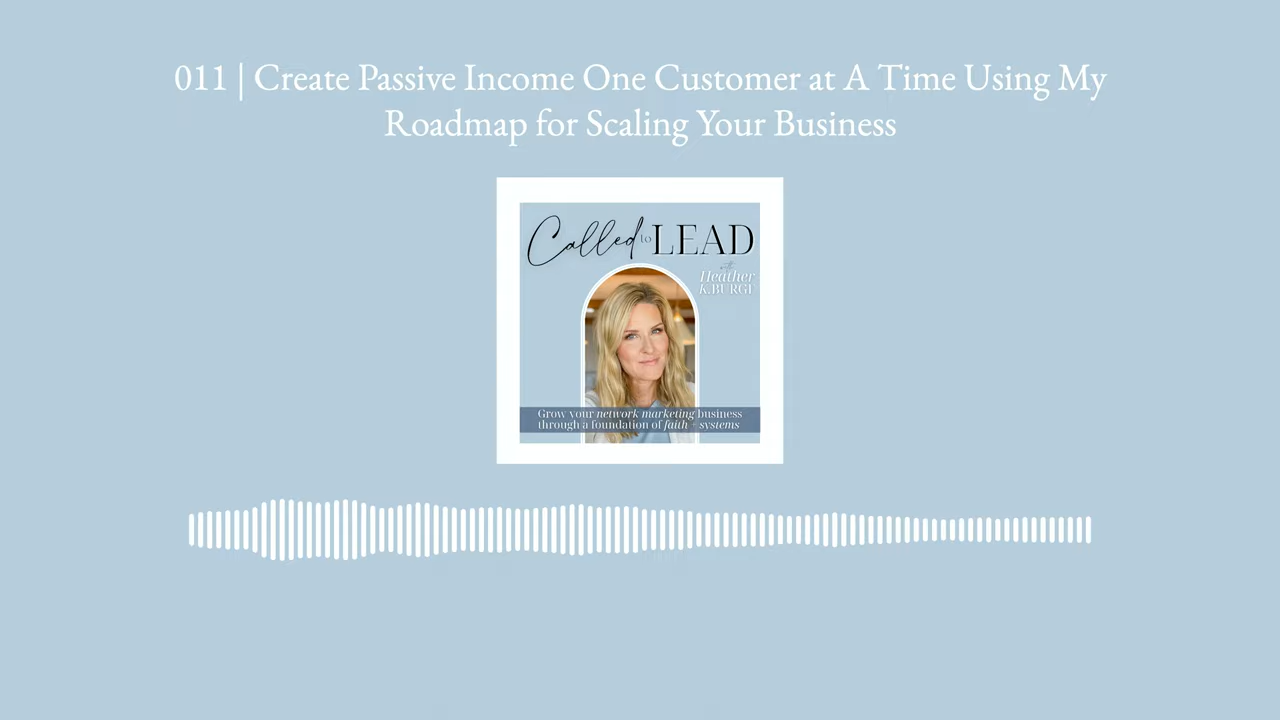 011 | Create Passive Income One Customer at A Time Using My
Roadmap for Scaling Your Business
Called to LEAD
with
Heather
K.BURGE
Grow your network marketing business
through a foundation of faith + systems